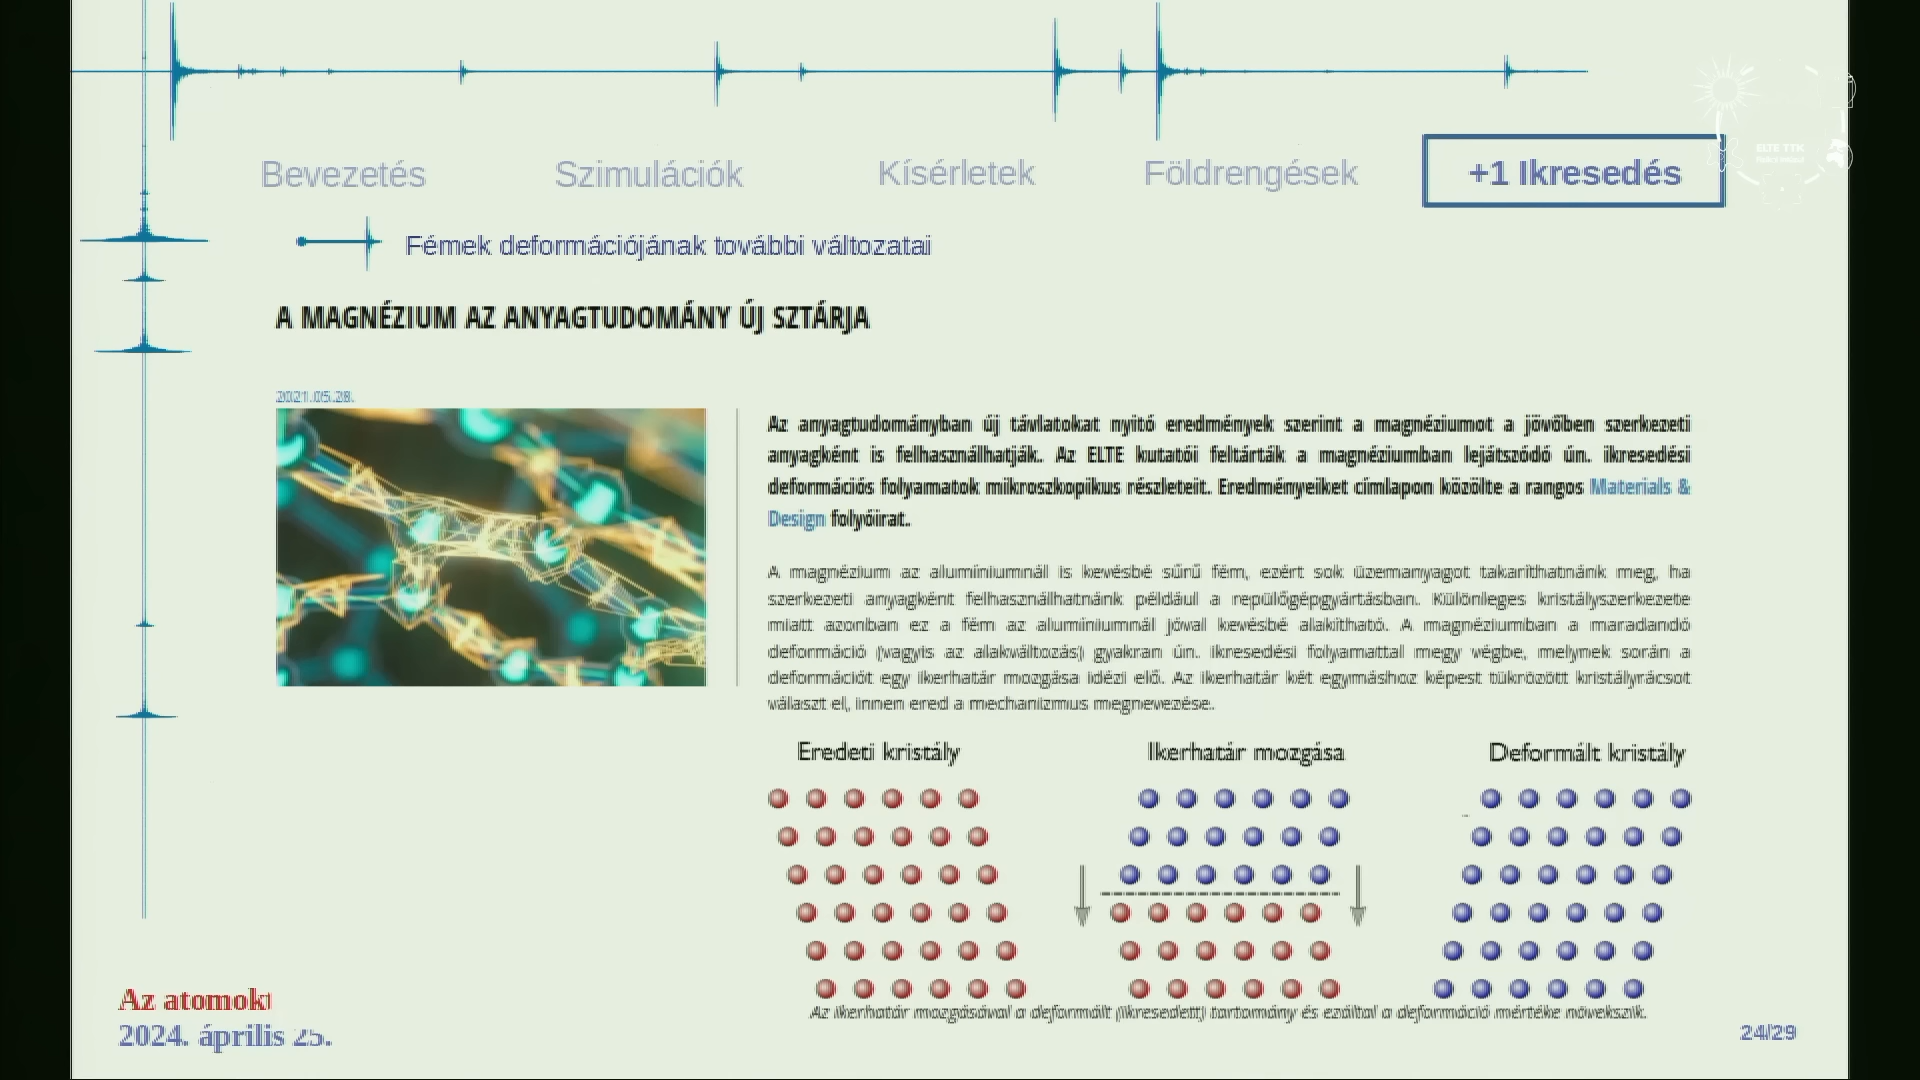 Bevezetés Szimulációk Kísérletek Földrengések +1 Ikresedés
ELTE TTK
Fémek deformációjának további változatai
A MAGNÉZIUM AZ ANYAGTUDOMÁNY ÚJ SZTÁRJA
2021.05.28.
Az anyagtudományban új távlatokat nyitó eredmények szerint a magnéziumot a jövőben szerkezeti
anyagként is felhasználhatják. Az ELTE kutatói feltárták a magnéziumban lejátszódó ún. ikresedési
deformációs folyamatok mikroszkopikus részleteit. Eredményeiket címlapon közölte a rangos Materials &
Design folyóirat.
A magnézium az alumíniumnál is kevésbé sűrű fém, ezért sok üzemanyagot takaríthatnánk meg, ha
szerkezeti anyagként felhasználhatnánk például a repülőgépgyártásban. Különleges kristályszerkezete
miatt azonban ez a fém az alumíniumnál jóval kevésbé alakítható. A magnéziumban a maradandó
deformáció (vagyis az alakváltozás) gyakran ún. ikresedési folyamattal megy végbe, melynek során a
deformációt egy ikerhatár mozgása idézi elő. Az ikerhatár két egymáshoz képest tükrözött kristályrácsot
választ el, innen ered a mechanizmus megnevezése.
Eredeti kristály Ikerhatár mozgása Deformált kristály
Az ikerhatár mozgásával a deformált (ikresedett) tartomány és ezáltal a deformáció mértéke növekszik.
Az atomokt
2024. április 25.
24/29